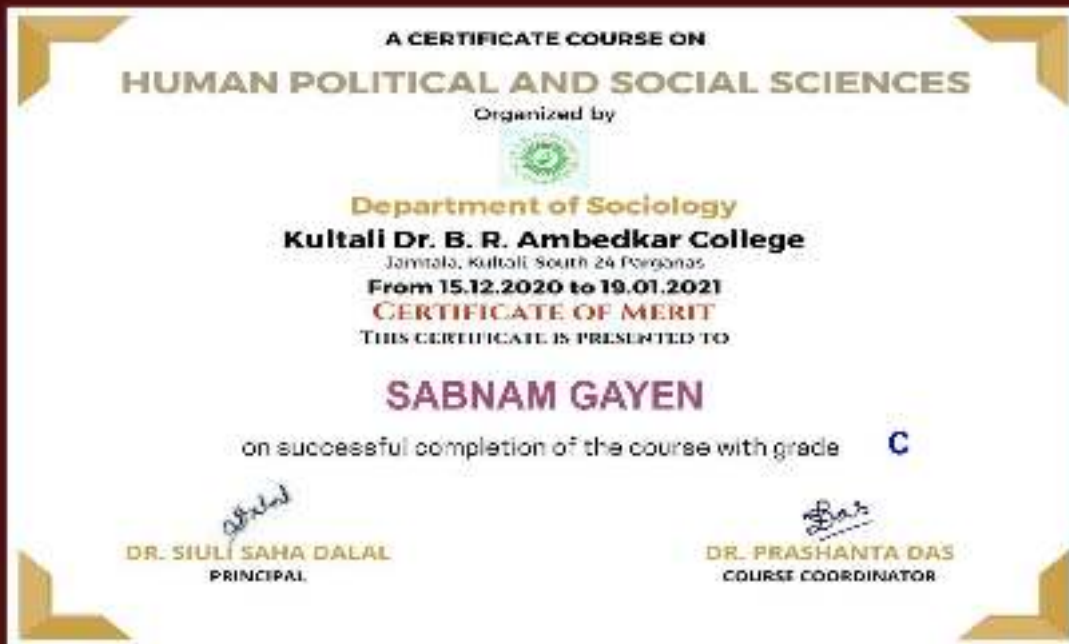 A CERTIFICATE COURSE ON
HUMAN POLITICAL AND SOCIAL SCIENCES
Organized by
Department of Sociology
Kultali Dr. B. R. Ambedkar College
Jamtala, Kultali, South 24 Parganas
From 15.12.2020 to 19.01.2021
CERTIFICATE OF MERIT
THIS CERTIFICATE IS PRESENTED TO
SABNAM GAYEN
on successful completion of the course with grade C
Das
DR. SIULI SAHA DALAL
DR. PRASHANTA DAS
PRINCIPAL
COURSE COORDINATOR